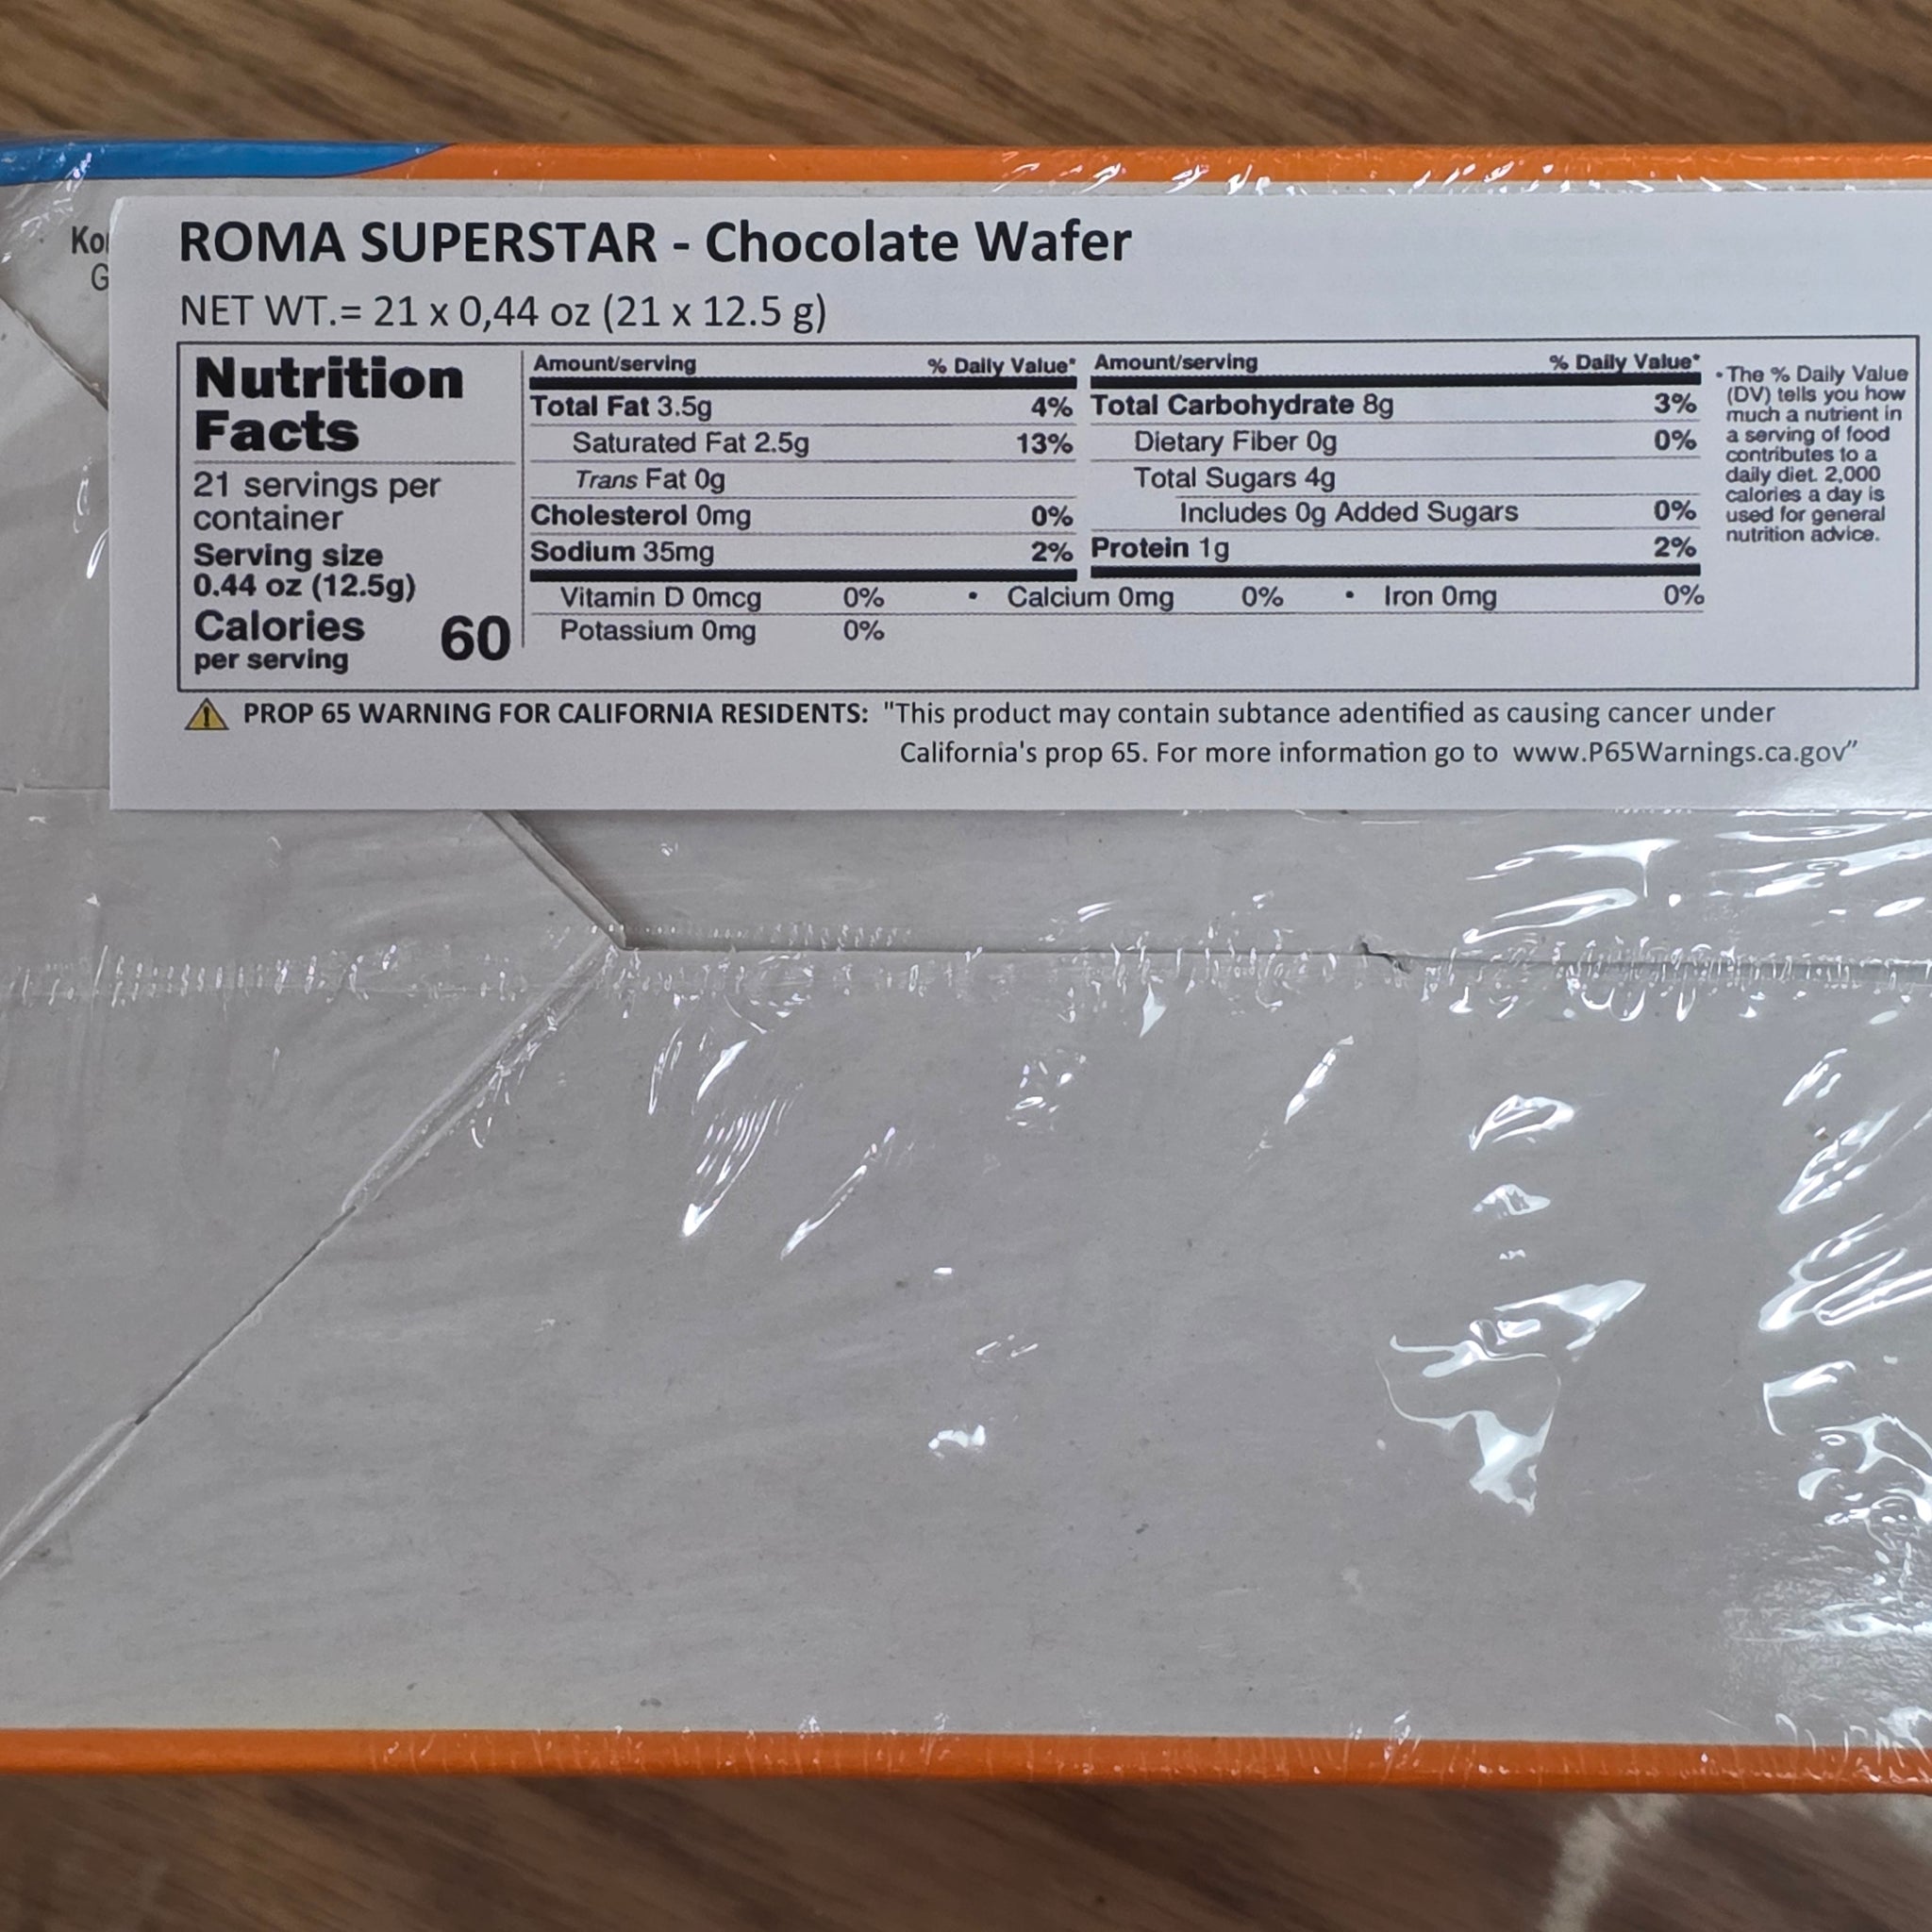 Kor
G
ROMA SUPERSTAR - Chocolate Wafer
NET WT.= 21 x 0,44 oz (21 x 12.5 g)
Nutrition
Facts
21 servings per
container
Serving size
0.44 oz (12.5g)
Calories 60
per serving
Amount/serving % Daily Value*
Total Fat 3.5g 4%
Saturated Fat 2.5g 13%
Trans Fat 0g
Cholesterol 0mg 0%
Sodium 35mg 2%
Amount/serving % Daily Value*
Total Carbohydrate 8g 3%
Dietary Fiber 0g 0%
Total Sugars 4g
Includes 0g Added Sugars 0%
Protein 1g 2%
Vitamin D 0mcg 0% • Calcium 0mg 0% • Iron 0mg 0%
Potassium 0mg 0%
• The % Daily Value
(DV) tells you how
much a nutrient in
a serving of food
contributes to a
daily diet. 2,000
calories a day is
used for general
nutrition advice.
PROP 65 WARNING FOR CALIFORNIA RESIDENTS: "This product may contain subtance adentified as causing cancer under
California's prop 65. For more information go to www.P65Warnings.ca.gov”